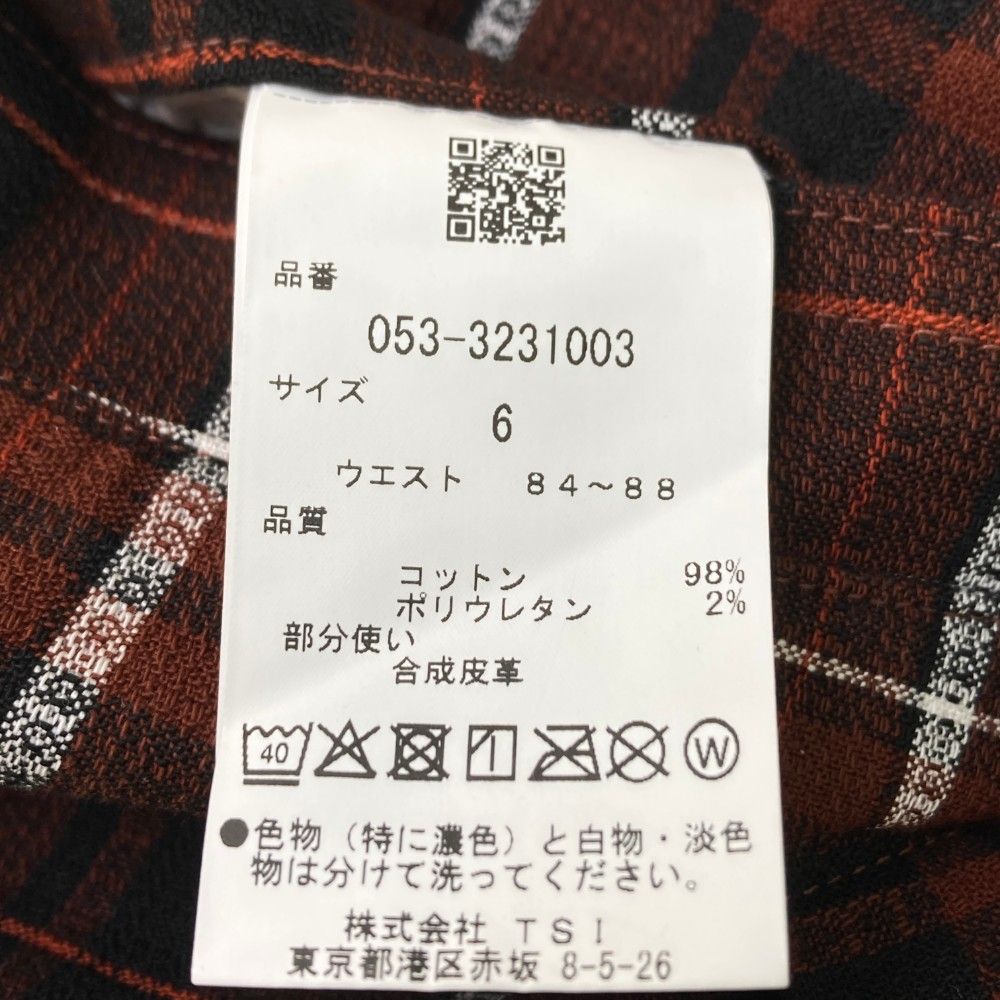 品番
053-3231003
サイズ
6
ウエスト 84～88
品質
コットン 98%
ポリウレタン 2%
部分使い
合成皮革
40 W
●色物（特に濃色）と白物・淡色
物は分けて洗ってください。
株式会社 TSI
東京都港区赤坂 8-5-26